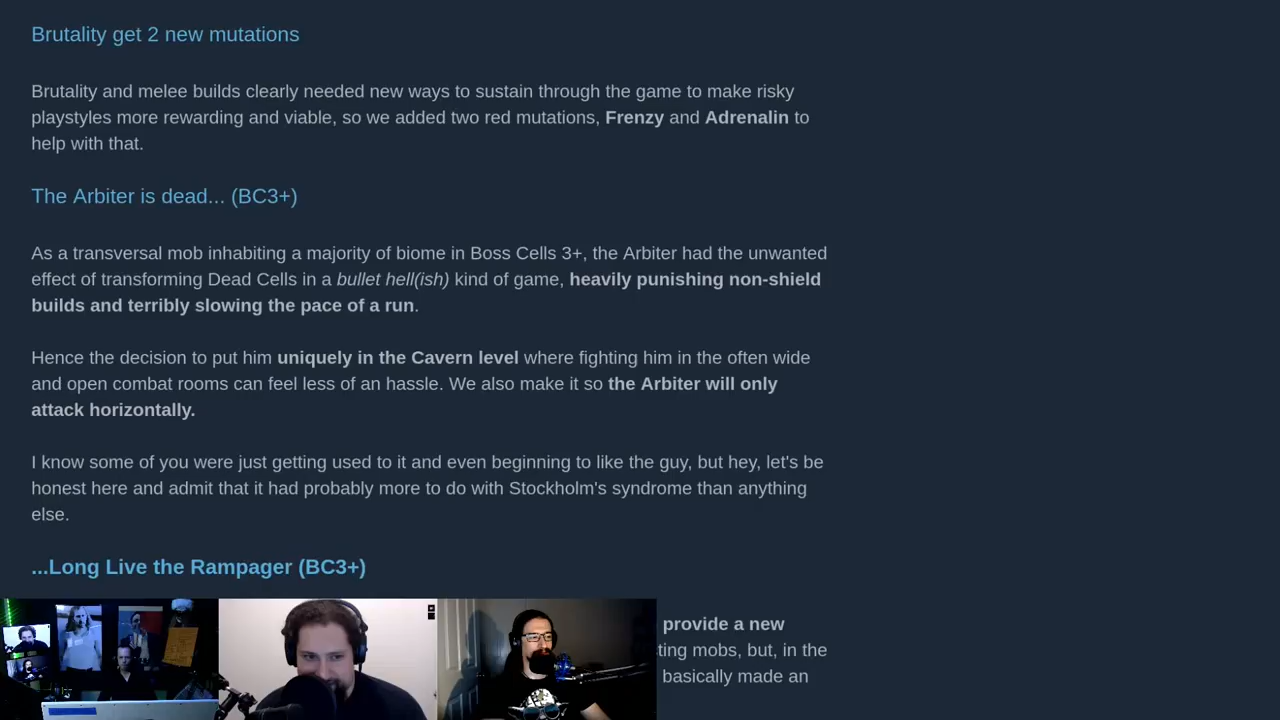 Brutality get 2 new mutations
Brutality and melee builds clearly needed new ways to sustain through the game to make risky
playstyles more rewarding and viable, so we added two red mutations, Frenzy and Adrenalin to
help with that.
The Arbiter is dead... (BC3+)
As a transversal mob inhabiting a majority of biome in Boss Cells 3+, the Arbiter had the unwanted
effect of transforming Dead Cells in a bullet hell(ish) kind of game, heavily punishing non-shield
builds and terribly slowing the pace of a run.
Hence the decision to put him uniquely in the Cavern level where fighting him in the often wide
and open combat rooms can feel less of an hassle. We also make it so the Arbiter will only
attack horizontally.
I know some of you were just getting used to it and even beginning to like the guy, but hey, let's be
honest here and admit that it had probably more to do with Stockholm's syndrome than anything
else.
...Long Live the Rampager (BC3+)
provide a new
ting mobs, but, in the
basically made an